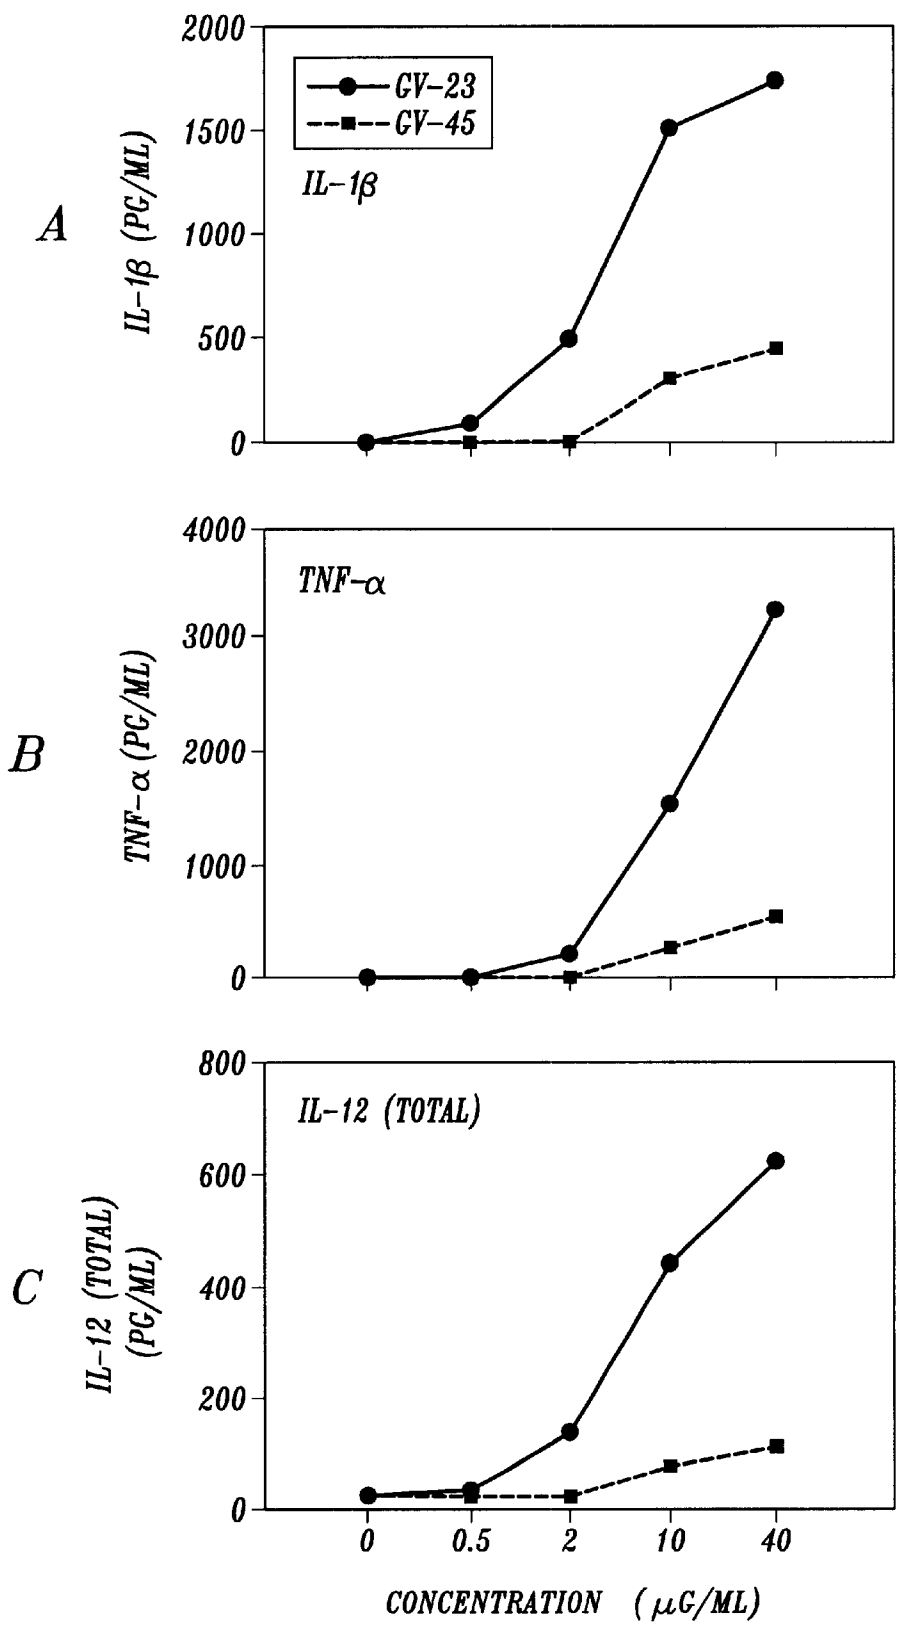 A
IL-1β (PG/ML)
2000
1500
1000
500
0
GV-23
GV-45
IL-1β
B
TNF-α (PG/ML)
4000
3000
2000
1000
0
TNF-α
C
IL-12 (TOTAL)
(PG/ML)
800
600
400
200
0
IL-12 (TOTAL)
0 0.5 2 10 40
CONCENTRATION (μG/ML)